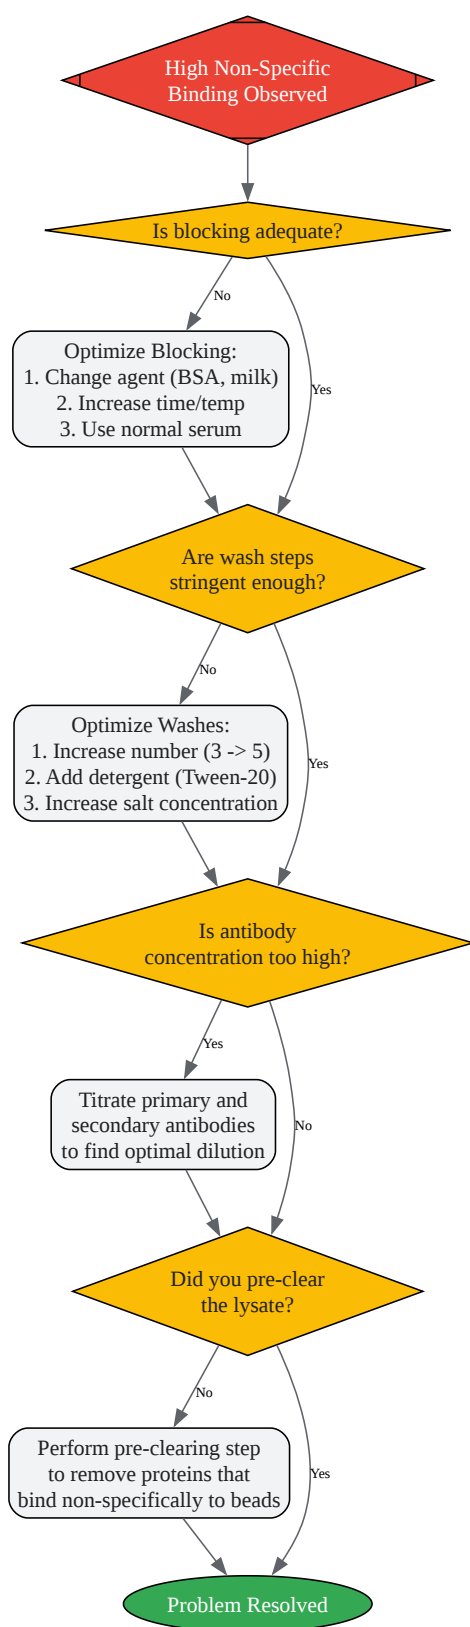 High Non-Specific
Binding Observed
Is blocking adequate?
No
Optimize Blocking:
1. Change agent (BSA, milk)
2. Increase time/temp
3. Use normal serum
Yes
Are wash steps
stringent enough?
No
Optimize Washes:
1. Increase number (3 -> 5)
2. Add detergent (Tween-20)
3. Increase salt concentration
Yes
Is antibody
concentration too high?
Yes
Titrate primary and
secondary antibodies
to find optimal dilution
No
Did you pre-clear
the lysate?
No
Perform pre-clearing step
to remove proteins that
bind non-specifically to beads
Yes
Problem Resolved